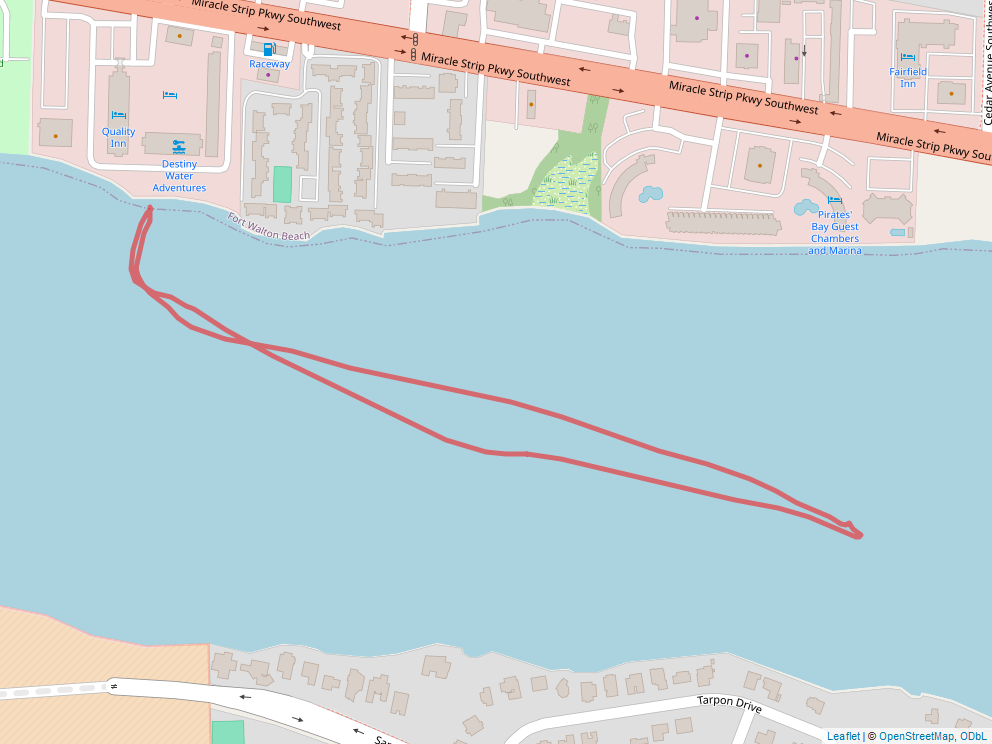 Miracle Strip Pkwy Southwest
Raceway
Miracle Strip Pkwy Southwest
Miracle Strip Pkwy Southwest
Fairfield
Inn
Cedar Avenue Southwes
Miracle Strip Pkwy Sou
Quality
Inn
Destiny
Water
Adventures
Fort Walton Beach
Pirates'
Bay Guest
Chambers
and Marina
Tarpon Drive
San
Leaflet | © OpenStreetMap, ODbL